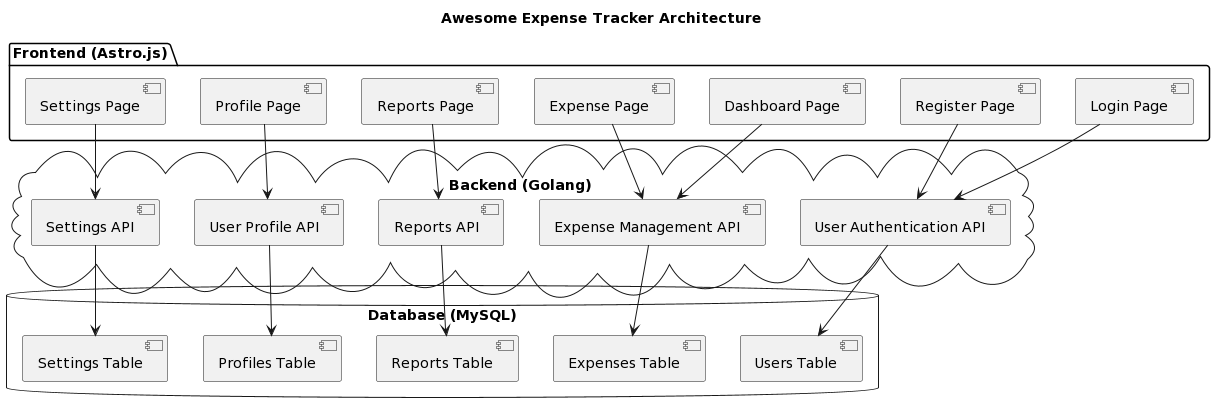 Awesome Expense Tracker Architecture
Frontend (Astro.js)
Settings Page
Profile Page
Reports Page
Expense Page
Dashboard Page
Register Page
Login Page
Backend (Golang)
Settings API
User Profile API
Reports API
Expense Management API
User Authentication API
Database (MySQL)
Settings Table
Profiles Table
Reports Table
Expenses Table
Users Table